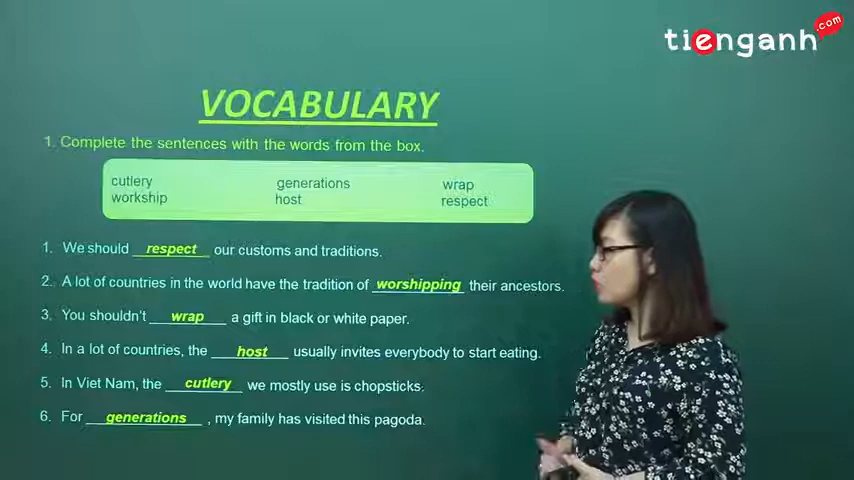 tienganh
.com
VOCABULARY
1. Complete the sentences with the words from the box.
cutlery generations wrap
workship host respect
1. We should respect our customs and traditions.
2. A lot of countries in the world have the tradition of worshipping their ancestors.
3. You shouldn't wrap a gift in black or white paper.
4. In a lot of countries, the host usually invites everybody to start eating.
5. In Viet Nam, the cutlery we mostly use is chopsticks.
6. For generations , my family has visited this pagoda.